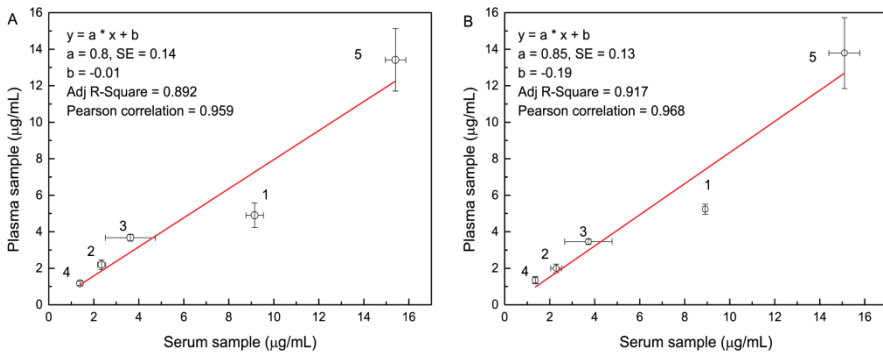 A
y = a * x + b
a = 0.8, SE = 0.14
b = -0.01
Adj R-Square = 0.892
Pearson correlation = 0.959
5
1
3
2
4
16
14
12
10
8
6
4
2
0
0 2 4 6 8 10 12 14 16
Plasma sample (μg/mL)
Serum sample (μg/mL)
B
y = a * x + b
a = 0.85, SE = 0.13
b = -0.19
Adj R-Square = 0.917
Pearson correlation = 0.968
5
1
3
2
4
16
14
12
10
8
6
4
2
0
0 2 4 6 8 10 12 14 16
Plasma sample (μg/mL)
Serum sample (μg/mL)